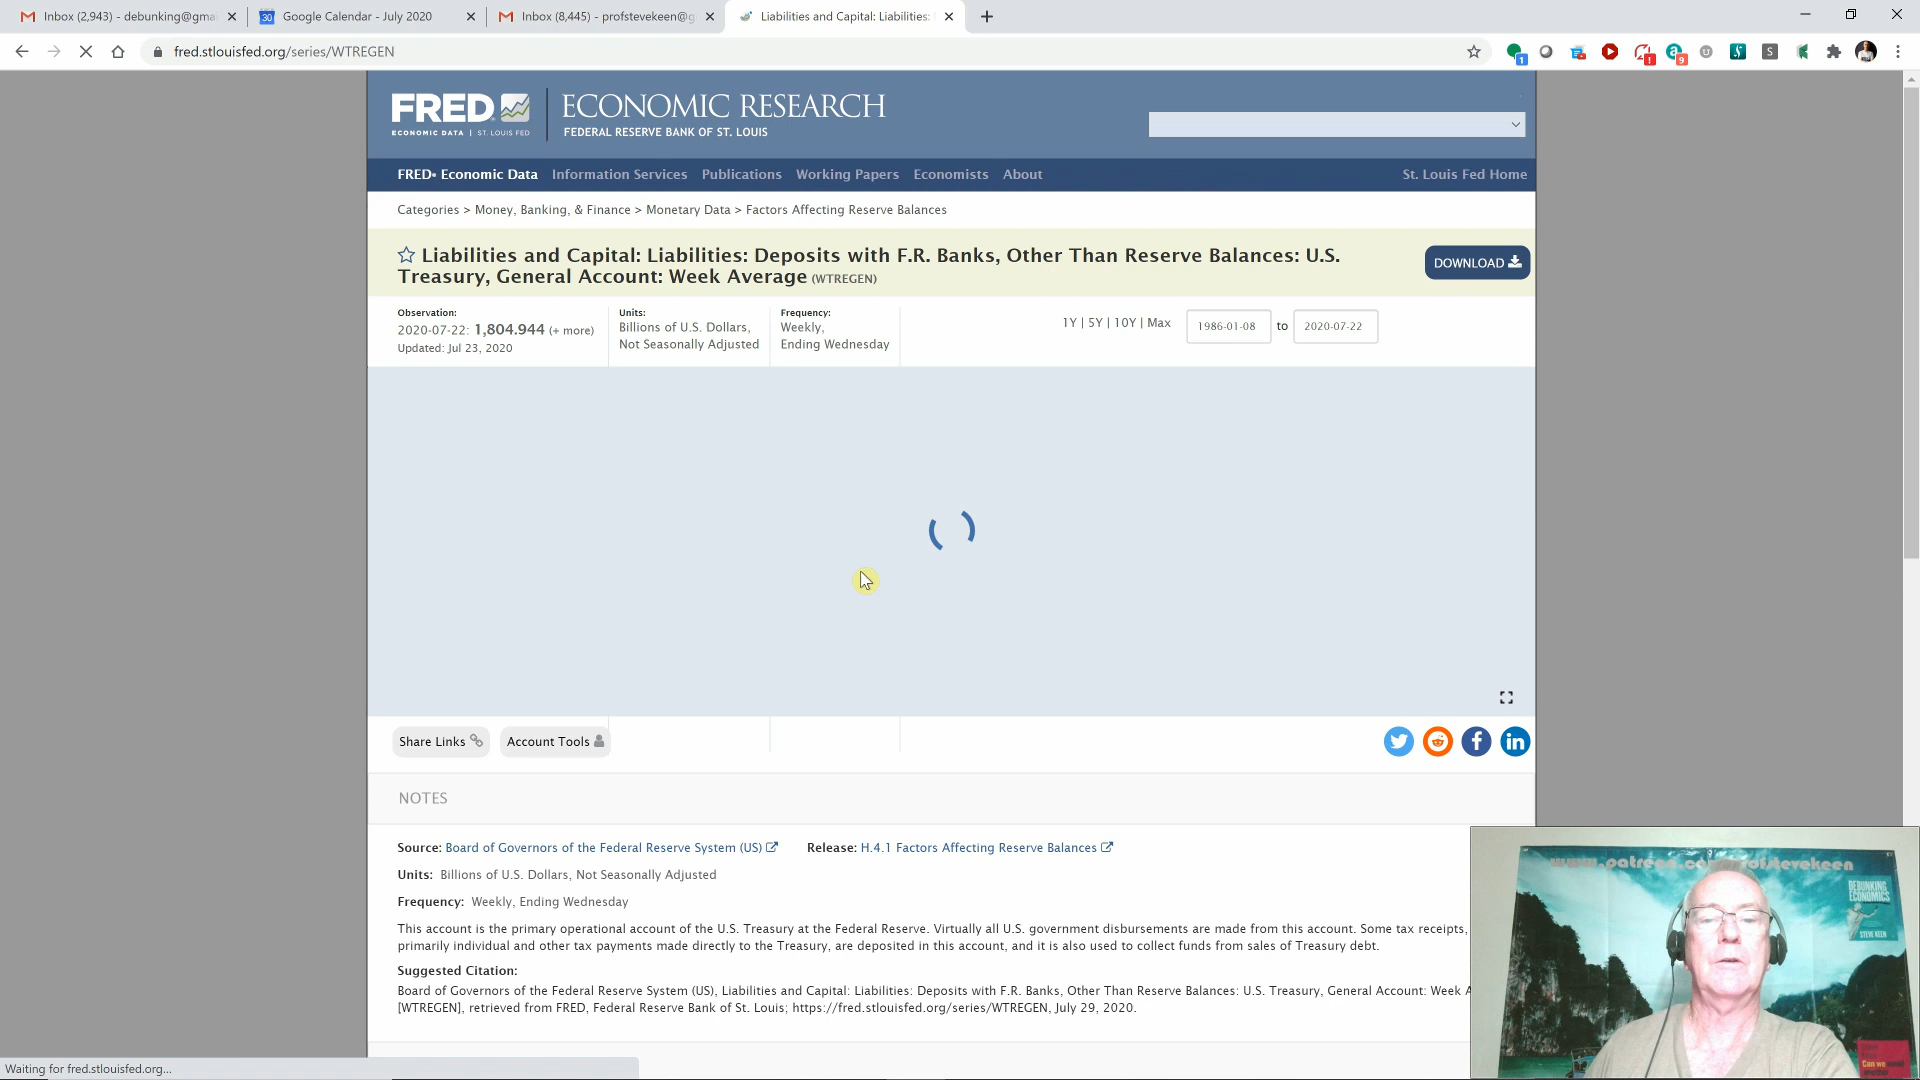 Inbox (2,943) - debunking@gma
Google Calendar - July 2020
Inbox (8,445) - profstevekeen@g
Liabilities and Capital: Liabilities:
fred.stlouisfed.org/series/WTREGEN
1
!
9
S
FRED
ECONOMIC DATA | ST. LOUIS FED
ECONOMIC RESEARCH
FEDERAL RESERVE BANK OF ST. LOUIS
FRED• Economic Data Information Services Publications Working Papers Economists About St. Louis Fed Home
Categories > Money, Banking, & Finance > Monetary Data > Factors Affecting Reserve Balances
Liabilities and Capital: Liabilities: Deposits with F.R. Banks, Other Than Reserve Balances: U.S.
Treasury, General Account: Week Average (WTREGEN)
DOWNLOAD
Observation:
2020-07-22: 1,804.944 (+ more)
Updated: Jul 23, 2020
Units:
Billions of U.S. Dollars,
Not Seasonally Adjusted
Frequency:
Weekly,
Ending Wednesday
1Y | 5Y | 10Y | Max
1986-01-08 to 2020-07-22
Share Links
Account Tools
NOTES
Source: Board of Governors of the Federal Reserve System (US) Release: H.4.1 Factors Affecting Reserve Balances
Units: Billions of U.S. Dollars, Not Seasonally Adjusted
Frequency: Weekly, Ending Wednesday
This account is the primary operational account of the U.S. Treasury at the Federal Reserve. Virtually all U.S. government disbursements are made from this account. Some tax receipts,
primarily individual and other tax payments made directly to the Treasury, are deposited in this account, and it is also used to collect funds from sales of Treasury debt.
Suggested Citation:
Board of Governors of the Federal Reserve System (US), Liabilities and Capital: Liabilities: Deposits with F.R. Banks, Other Than Reserve Balances: U.S. Treasury, General Account: Week A
[WTREGEN], retrieved from FRED, Federal Reserve Bank of St. Louis; https://fred.stlouisfed.org/series/WTREGEN, July 29, 2020.
Waiting for fred.stlouisfed.org...
www.patreon.co ofstevekeen
DEBUNKING
ECONOMICS
STEVE KEEN
Can we